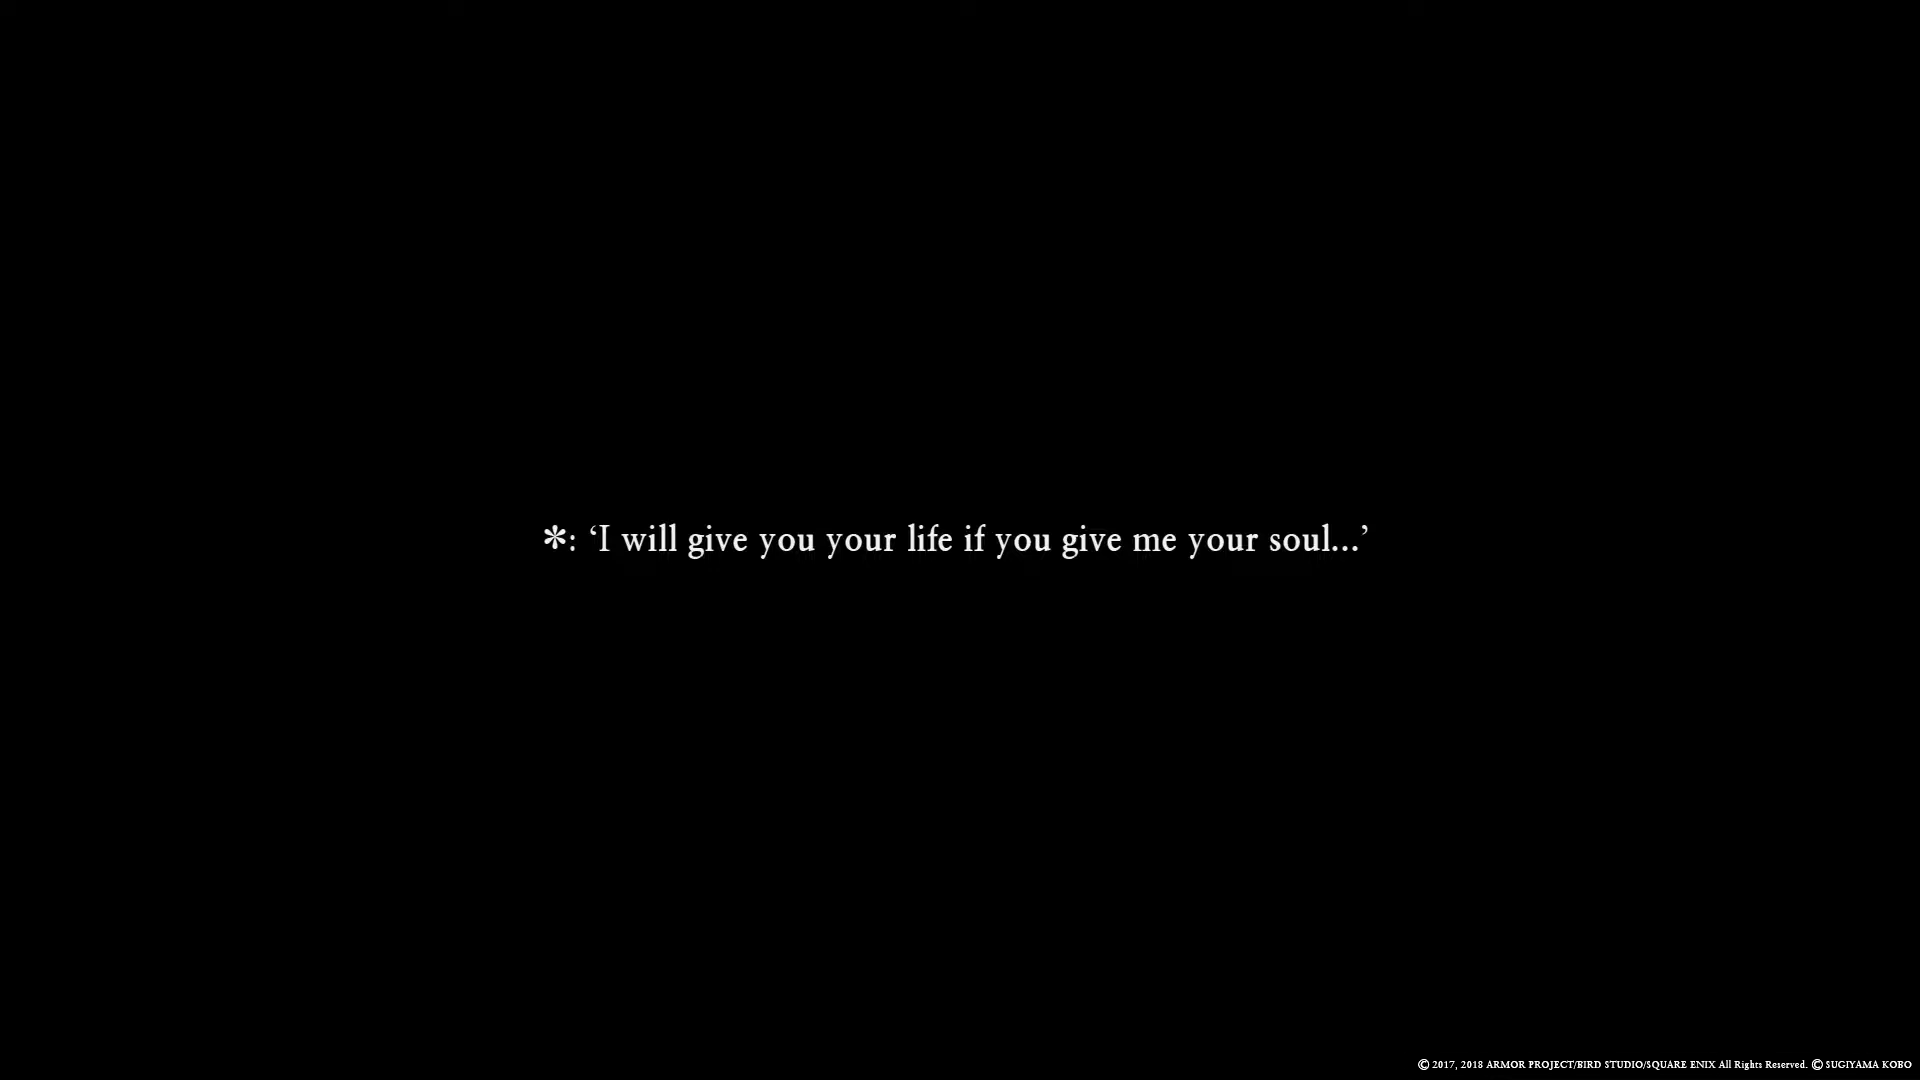 *: ‘I will give you your life if you give me your soul...’
© 2017, 2018 ARMOR PROJECT/BIRD STUDIO/SQUARE ENIX All Rights Reserved. © SUGIYAMA KOBO